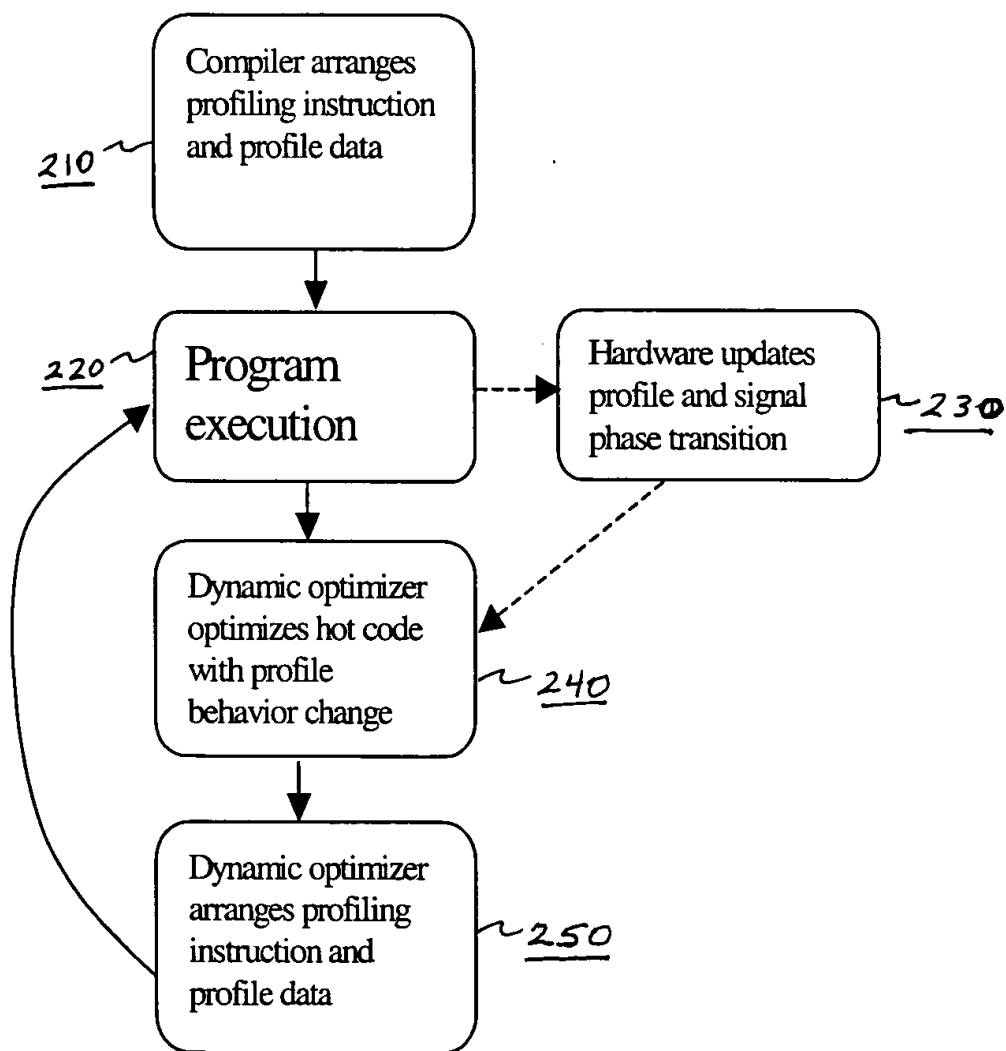 Compiler arranges
profiling instruction
and profile data
210
Program
execution
220
Hardware updates
profile and signal
phase transition
230
Dynamic optimizer
optimizes hot code
with profile
behavior change
240
Dynamic optimizer
arranges profiling
instruction and
profile data
250